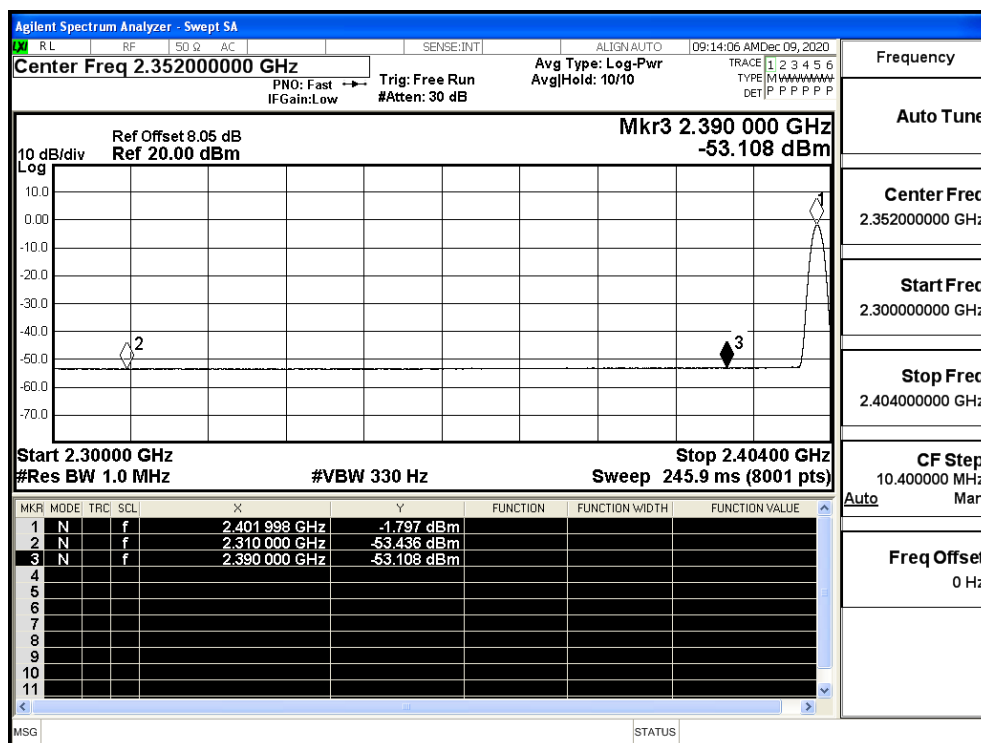 Agilent Spectrum Analyzer - Swept SA
LXI RL RF 50 Ω AC SENSE:INT ALIGN AUTO 09:14:06 AM Dec 09, 2020
Center Freq 2.352000000 GHz
PNO: Fast
IFGain:Low
Trig: Free Run
#Atten: 30 dB
Avg Type: Log-Pwr
Avg|Hold: 10/10
TRACE 1 2 3 4 5 6
TYPE M
DET P P P P P P
Ref Offset 8.05 dB
10 dB/div Ref 20.00 dBm
Log
Mkr3 2.390 000 GHz
-53.108 dBm
10.0
0.00
-10.0
-20.0
-30.0
-40.0
-50.0
-60.0
-70.0
1
2
3
Start 2.30000 GHz Stop 2.40400 GHz
#Res BW 1.0 MHz #VBW 330 Hz Sweep 245.9 ms (8001 pts)
MKR MODE TRC SCL X Y FUNCTION FUNCTION WIDTH FUNCTION VALUE
1 N f 2.401 998 GHz -1.797 dBm
2 N f 2.310 000 GHz -53.436 dBm
3 N f 2.390 000 GHz -53.108 dBm
4
5
6
7
8
9
10
11
MSG STATUS
Frequency
Auto Tune
Center Freq
2.352000000 GHz
Start Freq
2.300000000 GHz
Stop Freq
2.404000000 GHz
CF Step
10.400000 MHz
Auto Man
Freq Offset
0 Hz